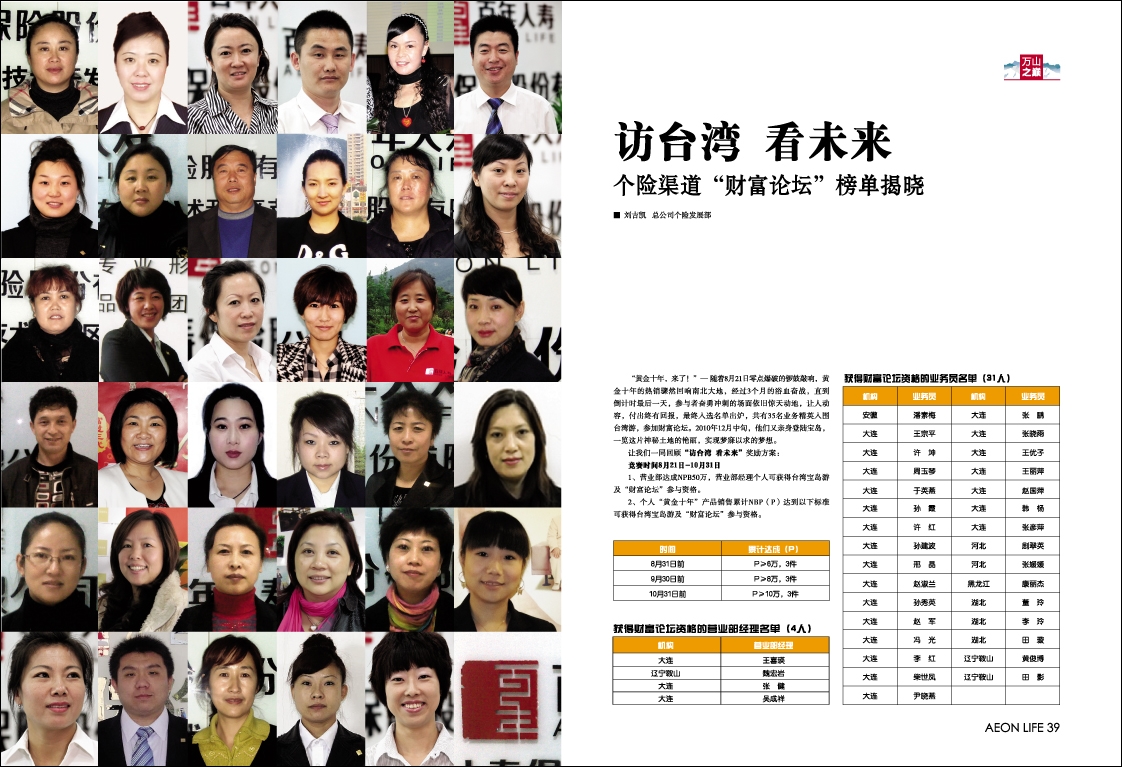 万山之巅
访台湾 看未来
个险渠道“财富论坛”榜单揭晓
■ 刘吉凯 总公司个险发展部
“黄金十年，来了！”— 随着8月21日零点爆破的锣鼓敲响，黄
金十年的热销骤然回响南北大地，经过3个月的浴血奋战，直到
倒计时最后一天，参与者奋勇冲刺的场面依旧惊天动地，让人动
容，付出终有回报，最终入选名单出炉，共有35名业务精英入围
台湾游，参加财富论坛。2010年12月中旬，他们又亲身登陆宝岛，
一览这片神秘土地的艳丽，实现梦寐以求的梦想。
让我们一同回顾“访台湾 看未来”奖励方案：
竞赛时间8月21日-10月31日
1、营业部达成NPB50万，营业部经理个人可获得台湾宝岛游
及“财富论坛”参与资格。
2、个人“黄金十年”产品销售累计NBP（P）达到以下标准
可获得台湾宝岛游及“财富论坛”参与资格。
时间 累计达成（P）
8月31日前 P≥6万，3件
9月30日前 P≥8万，3件
10月31日前 P≥10万，3件
获得财富论坛资格的营业部经理名单（4人）
机构 营业部经理
大连 王喜瑛
辽宁鞍山 魏宏岩
大连 张 健
大连 吴成祥
获得财富论坛资格的业务员名单（31人）
机构 业务员 机构 业务员
安徽 潘素梅 大连 张 鹏
大连 王宗平 大连 张晓雨
大连 许 坤 大连 王优子
大连 周玉琴 大连 王丽萍
大连 于英燕 大连 赵国萍
大连 孙 霞 大连 韩 杨
大连 许 红 大连 张彦萍
大连 孙建波 河北 尉翠英
大连 邢 晶 河北 张媛媛
大连 赵淑兰 黑龙江 康丽杰
大连 孙秀英 湖北 董 玲
大连 赵 军 湖北 李 玲
大连 冯 光 湖北 田 璇
大连 李 红 辽宁鞍山 黄俊博
大连 柴世凤 辽宁鞍山 田 影
大连 尹晓燕
AEON LIFE 39